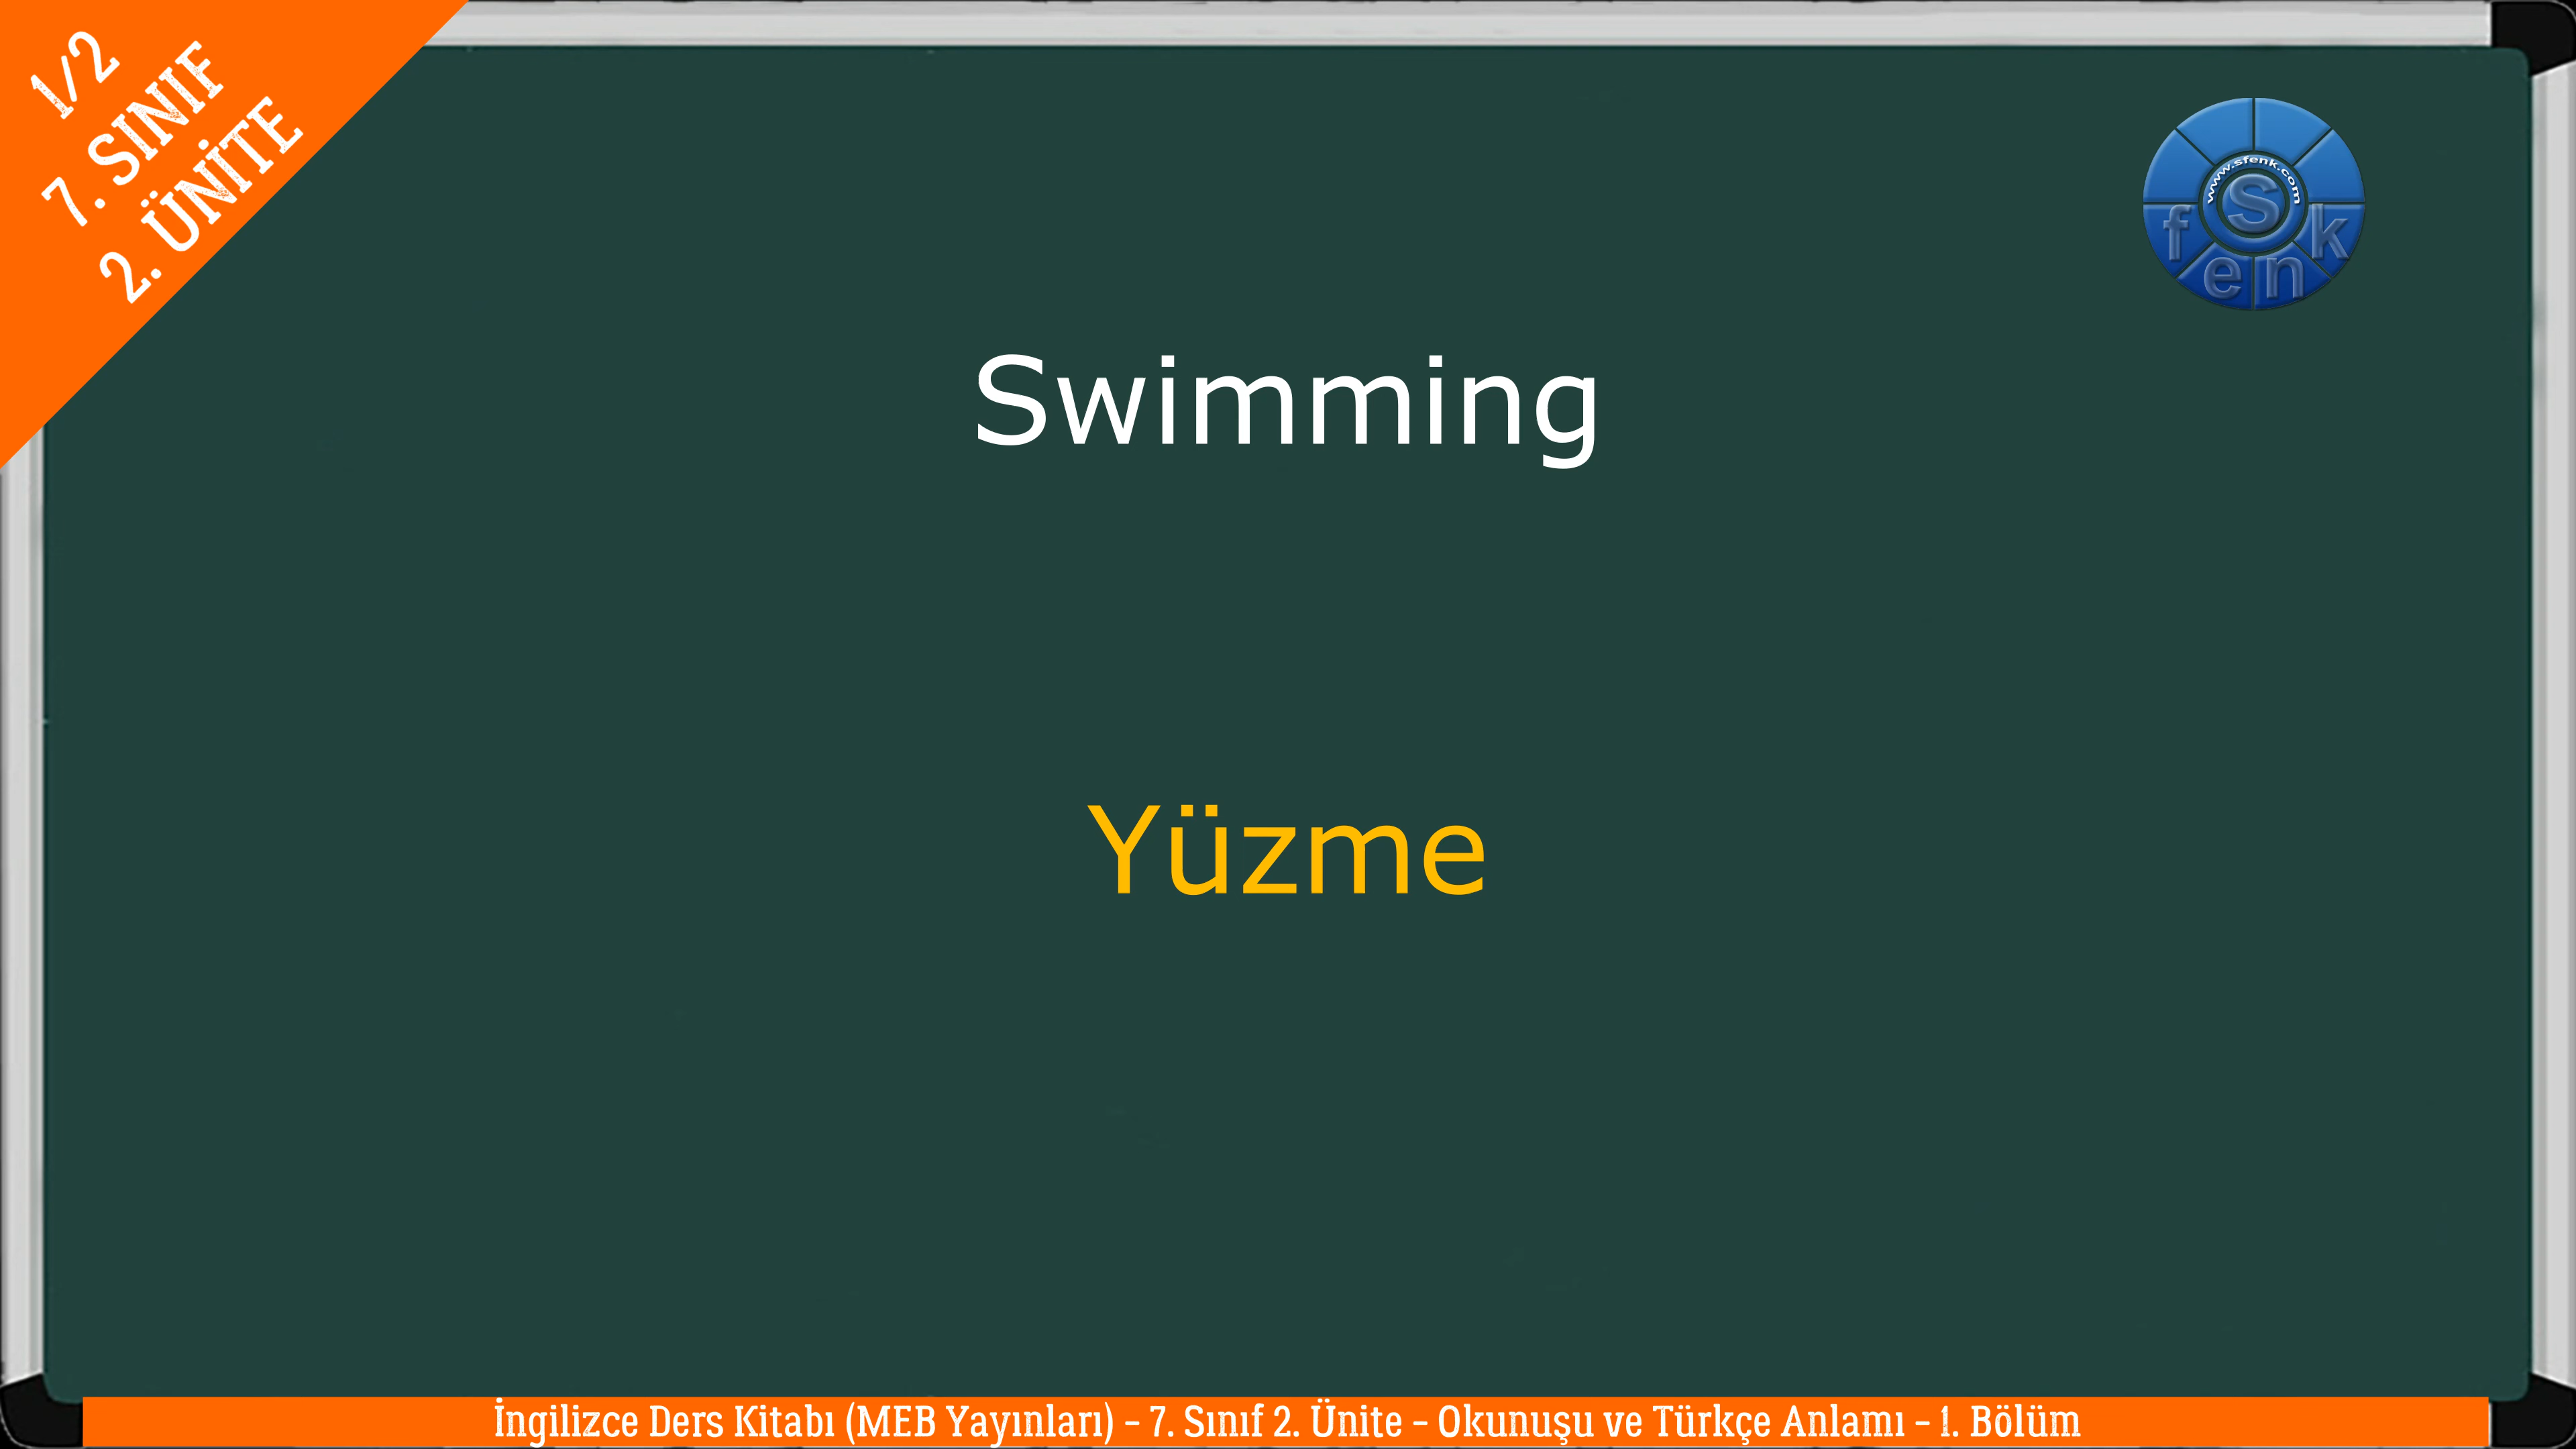 1/2
7. SINIF
2. ÜNİTE
www.sfenk.com
S
f e n k
Swimming
Yüzme
İngilizce Ders Kitabı (MEB Yayınları) – 7. Sınıf 2. Ünite – Okunuşu ve Türkçe Anlamı – 1. Bölüm